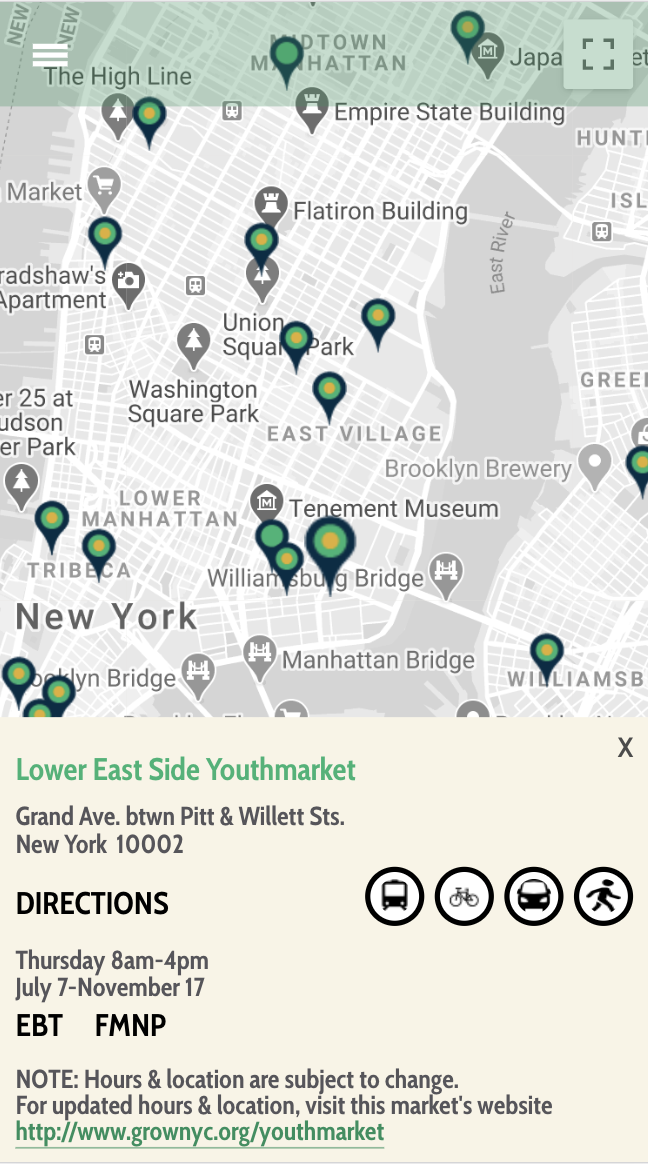 NEW
NEW
MIDTOWN
MANHATTAN
The High Line
Empire State Building
HUNT
Market
ISL
Flatiron Building
East River
radshaw's
Apartment
Union
Square Park
Washington
Square Park
GREE
er 25 at
udson
er Park
EAST VILLAGE
Brooklyn Brewery
LOWER
MANHATTAN
Tenement Museum
TRIBECA
Williamsburg Bridge
New York
Manhattan Bridge
ooklyn Bridge
WILLIAMSB
X
Lower East Side Youthmarket
Grand Ave. btwn Pitt & Willett Sts.
New York 10002
DIRECTIONS
Thursday 8am-4pm
July 7-November 17
EBT FMNP
NOTE: Hours & location are subject to change.
For updated hours & location, visit this market's website
http://www.grownyc.org/youthmarket